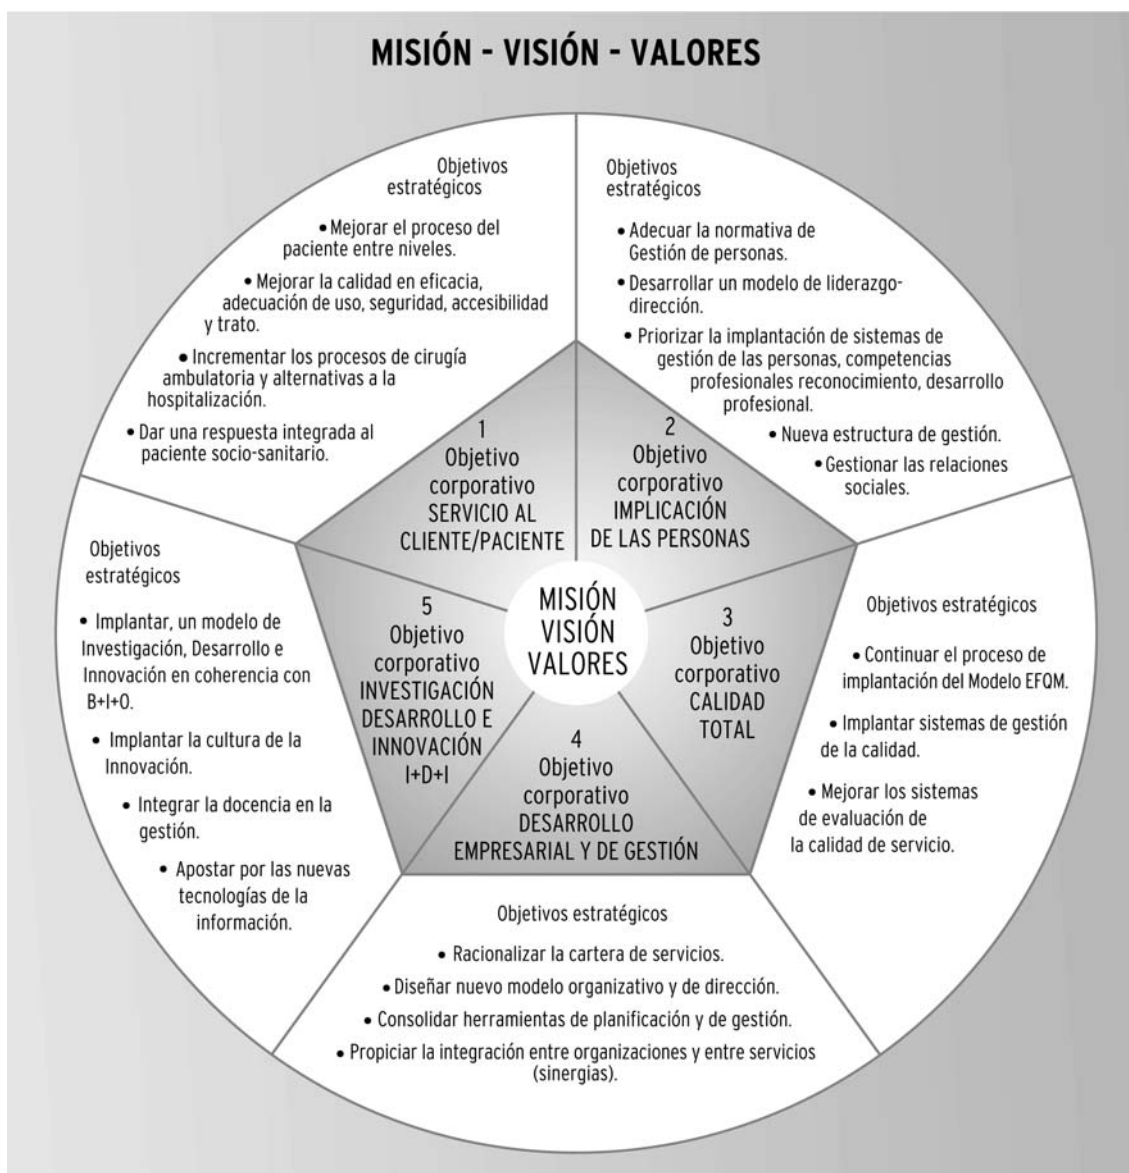 MISIÓN - VISIÓN - VALORES
Objetivos
estratégicos
• Mejorar el proceso del
paciente entre niveles.
• Mejorar la calidad en eficacia,
adecuación de uso, seguridad, accesibilidad
y trato.
• Incrementar los procesos de cirugía
ambulatoria y alternativas a la
hospitalización.
• Dar una respuesta integrada al
paciente socio-sanitario.
Objetivos
estratégicos
• Adecuar la normativa de
Gestión de personas.
• Desarrollar un modelo de liderazgo-
dirección.
• Priorizar la implantación de sistemas de
gestión de las personas, competencias
profesionales reconocimiento, desarrollo
profesional.
• Nueva estructura de gestión.
• Gestionar las relaciones
sociales.
1
Objetivo
corporativo
SERVICIO AL
CLIENTE/PACIENTE
2
Objetivo
corporativo
IMPLICACIÓN
DE LAS PERSONAS
MISIÓN
VISIÓN
VALORES
3
Objetivo
corporativo
CALIDAD
TOTAL
Objetivos estratégicos
• Continuar el proceso de
implantación del Modelo EFQM.
• Implantar sistemas de gestión
de la calidad.
• Mejorar los sistemas
de evaluación de
la calidad de servicio.
4
Objetivo
corporativo
DESARROLLO
EMPRESARIAL Y DE GESTIÓN
Objetivos estratégicos
• Racionalizar la cartera de servicios.
• Diseñar nuevo modelo organizativo y de dirección.
• Consolidar herramientas de planificación y de gestión.
• Propiciar la integración entre organizaciones y entre servicios
(sinergias).
5
Objetivo
corporativo
INVESTIGACIÓN
DESARROLLO E
INNOVACIÓN
I+D+I
Objetivos
estratégicos
• Implantar, un modelo de
Investigación, Desarrollo e
Innovación en coherencia con
B+I+O.
• Implantar la cultura de la
Innovación.
• Integrar la docencia en la
gestión.
• Apostar por las nuevas
tecnologías de la
información.